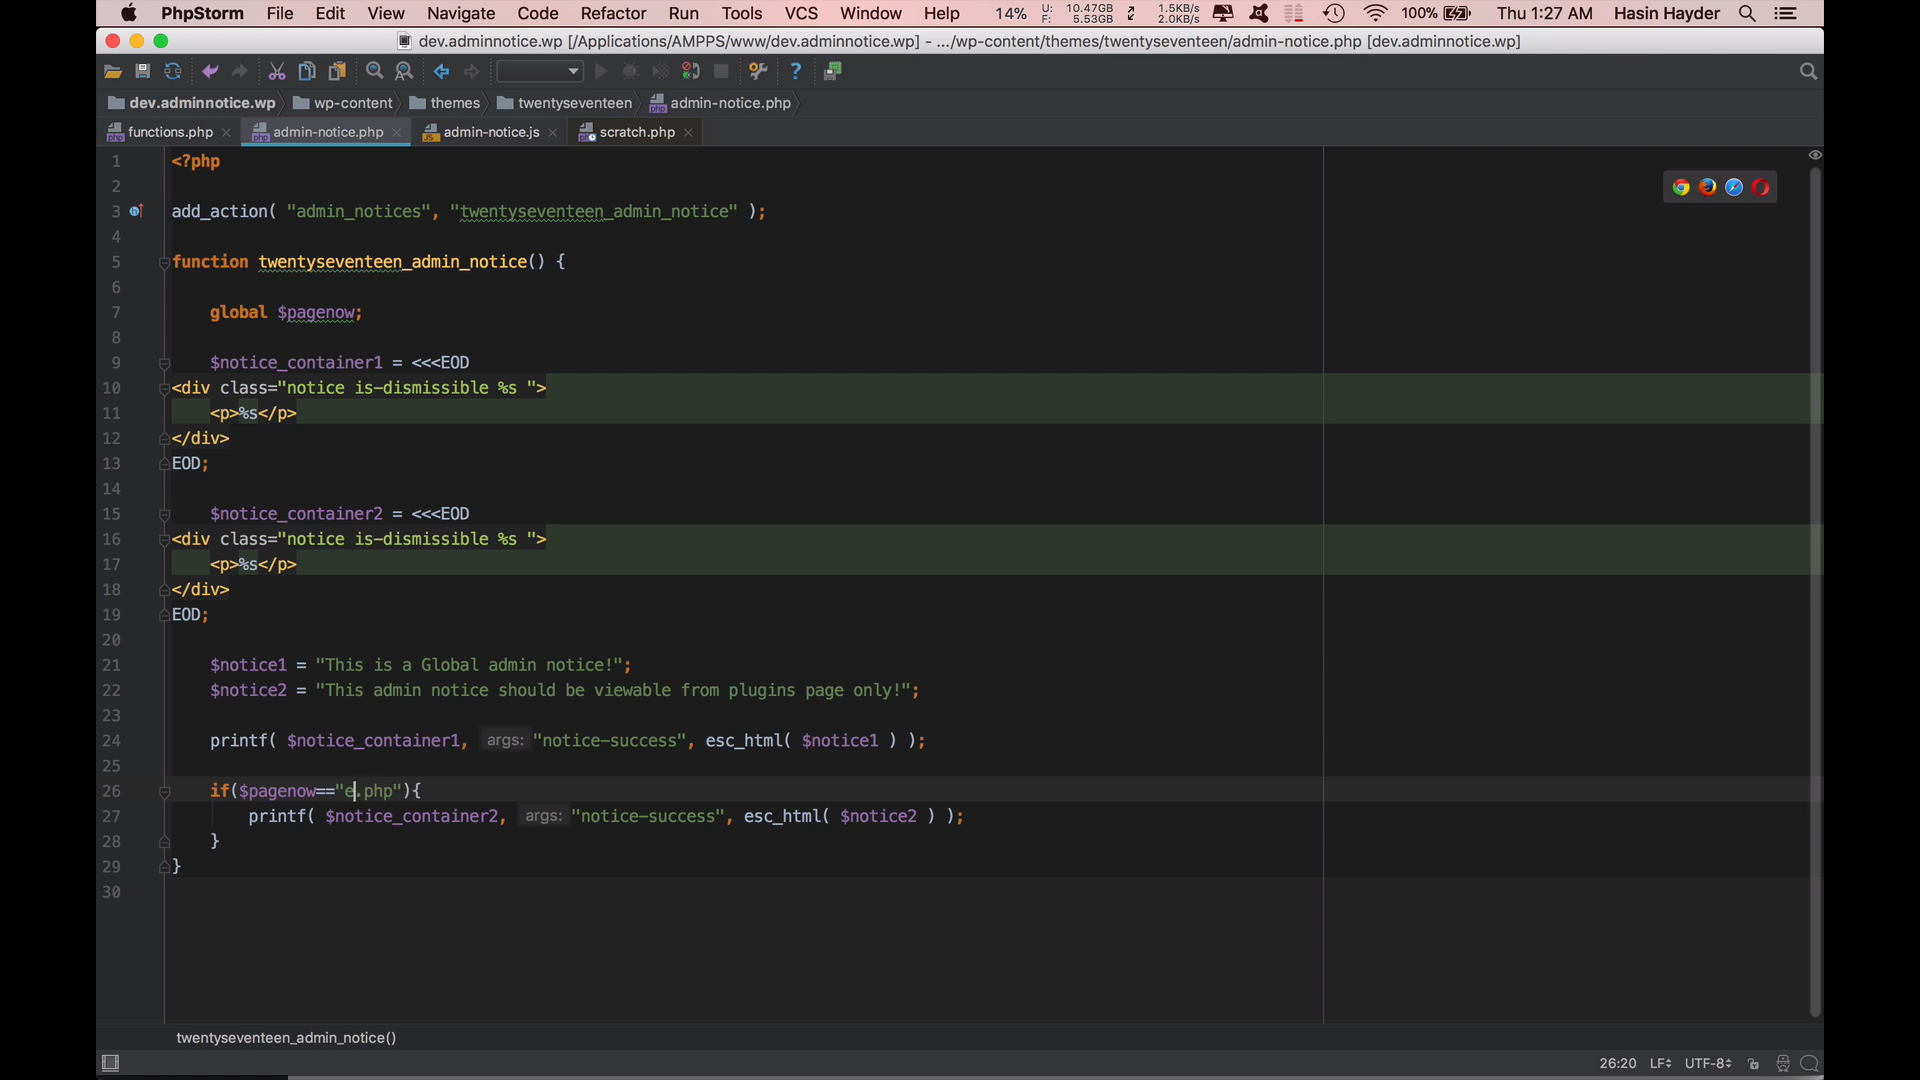 PhpStorm File Edit View Navigate Code Refactor Run Tools VCS Window Help 14% U: 10.47GB F: 5.53GB 1.5KB/s 2.0KB/s 100% Thu 1:27 AM Hasin Hayder
dev.adminnotice.wp [/Applications/AMPPS/www/dev.adminnotice.wp] - .../wp-content/themes/twentyseventeen/admin-notice.php [dev.adminnotice.wp]
dev.adminnotice.wp wp-content themes twentyseventeen admin-notice.php
functions.php admin-notice.php admin-notice.js scratch.php
1 <?php
2
3 add_action( "admin_notices", "twentyseventeen_admin_notice" );
4
5 function twentyseventeen_admin_notice() {
6
7 global $pagenow;
8
9 $notice_container1 = <<<EOD
10 <div class="notice is-dismissible %s ">
11 <p>%s</p>
12 </div>
13 EOD;
14
15 $notice_container2 = <<<EOD
16 <div class="notice is-dismissible %s ">
17 <p>%s</p>
18 </div>
19 EOD;
20
21 $notice1 = "This is a Global admin notice!";
22 $notice2 = "This admin notice should be viewable from plugins page only!";
23
24 printf( $notice_container1, args: "notice-success", esc_html( $notice1 ) );
25
26 if($pagenow=="e.php"){
27 printf( $notice_container2, args: "notice-success", esc_html( $notice2 ) );
28 }
29 }
30
twentyseventeen_admin_notice()
26:20 LF UTF-8